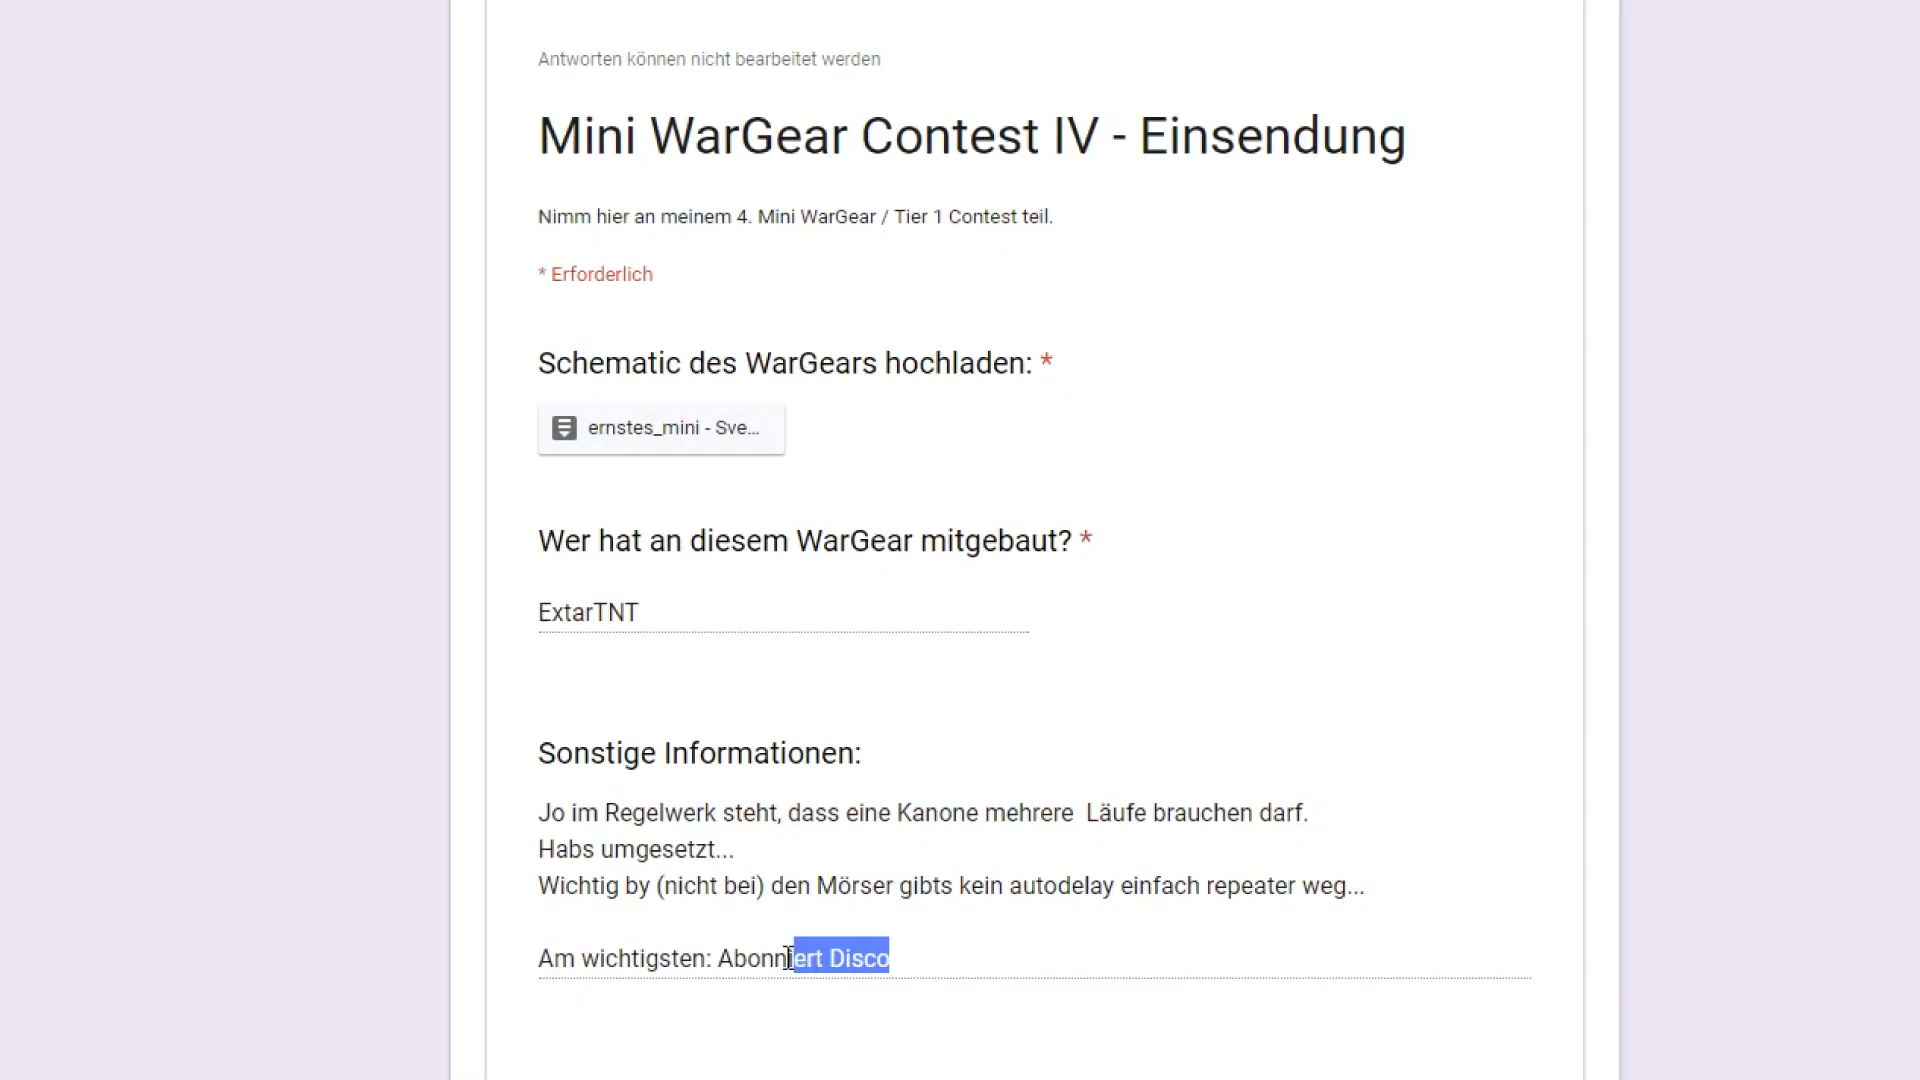 Antworten können nicht bearbeitet werden
Mini WarGear Contest IV - Einsendung
Nimm hier an meinem 4. Mini WarGear / Tier 1 Contest teil.
* Erforderlich
Schematic des WarGears hochladen: *
ernstes_mini - Sve...
Wer hat an diesem WarGear mitgebaut? *
ExtarTNT
Sonstige Informationen:
Jo im Regelwerk steht, dass eine Kanone mehrere  Läufe brauchen darf.
Habs umgesetzt...
Wichtig by (nicht bei) den Mörser gibts kein autodelay einfach repeater weg...
Am wichtigsten: Abonniert Disco